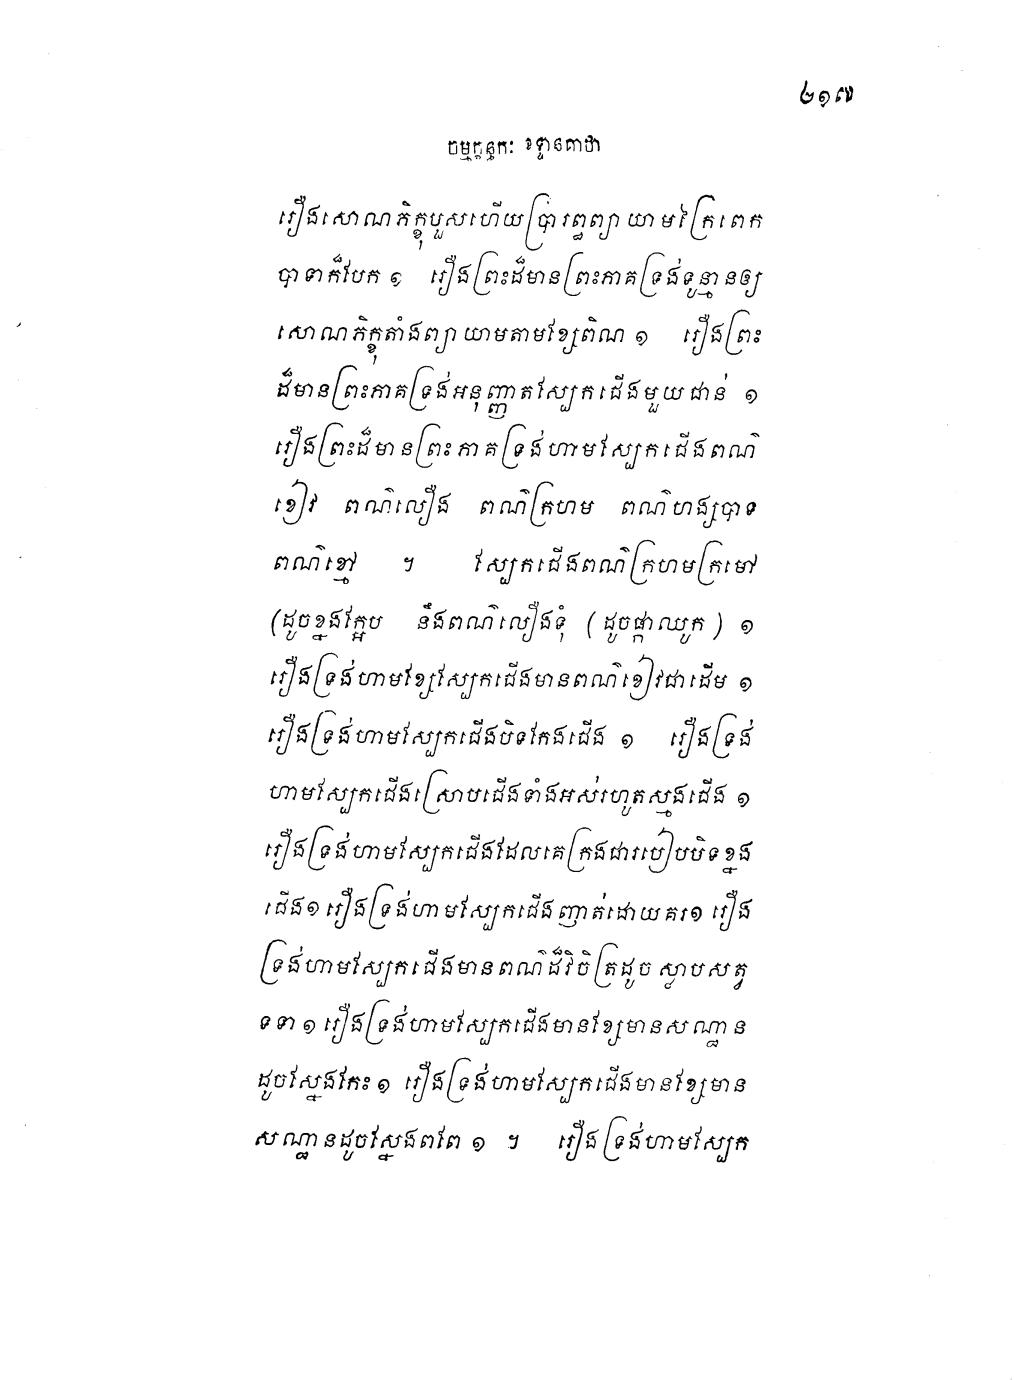 ២១៧
ចម្មក្ខន្ធកៈ ឧទ្ទានគាថា
រឿងសោណភិក្ខុបួសហើយប្រារព្ធព្យាយាមក្រៃពេក
បាទាក៏បែក ១ រឿងព្រះដ៏មានព្រះភាគទ្រង់ទូន្មានឲ្យ
សោណភិក្ខុតាំងព្យាយាមតាមខ្សែពិណ ១ រឿងព្រះ
ដ៏មានព្រះភាគទ្រង់អនុញ្ញាតស្បែកជើងមួយជាន់ ១
រឿងព្រះដ៏មានព្រះភាគទ្រង់ហាមស្បែកជើងពណ៌
ខៀវ ពណ៌លឿង ពណ៌ក្រហម ពណ៌ហង្សបាទ
ពណ៌ខ្មៅ ។ ស្បែកជើងពណ៌ក្រហមក្រមៅ
(ដូចខ្នងក្អែប នឹងពណ៌លឿងទុំ (ដូចផ្កាឈូក) ១
រឿងទ្រង់ហាមខ្សែស្បែកជើងមានពណ៌ខៀវជាដើម ១
រឿងទ្រង់ហាមស្បែកជើងបិទកែងជើង ១ រឿងទ្រង់
ហាមស្បែកជើងស្រោបជើងទាំងអស់រហូតស្មងជើង ១
រឿងទ្រង់ហាមស្បែកជើងដែលគេក្រងជារបៀបបិទខ្នង
ជើង១ រឿងទ្រង់ហាមស្បែកជើងញាត់ដោយគរ១ រឿង
ទ្រង់ហាមស្បែកជើងមានពណ៌ដ៏វិចិត្រដូចស្លាបសត្វ
ទទា ១ រឿងទ្រង់ហាមស្បែកជើងមានខ្សែមានសណ្ឋាន
ដូចស្នែងកែះ ១ រឿងទ្រង់ហាមស្បែកជើងមានខ្សែមាន
សណ្ឋានដូចស្នែងពពែ ១ ។ រឿងទ្រង់ហាមស្បែក